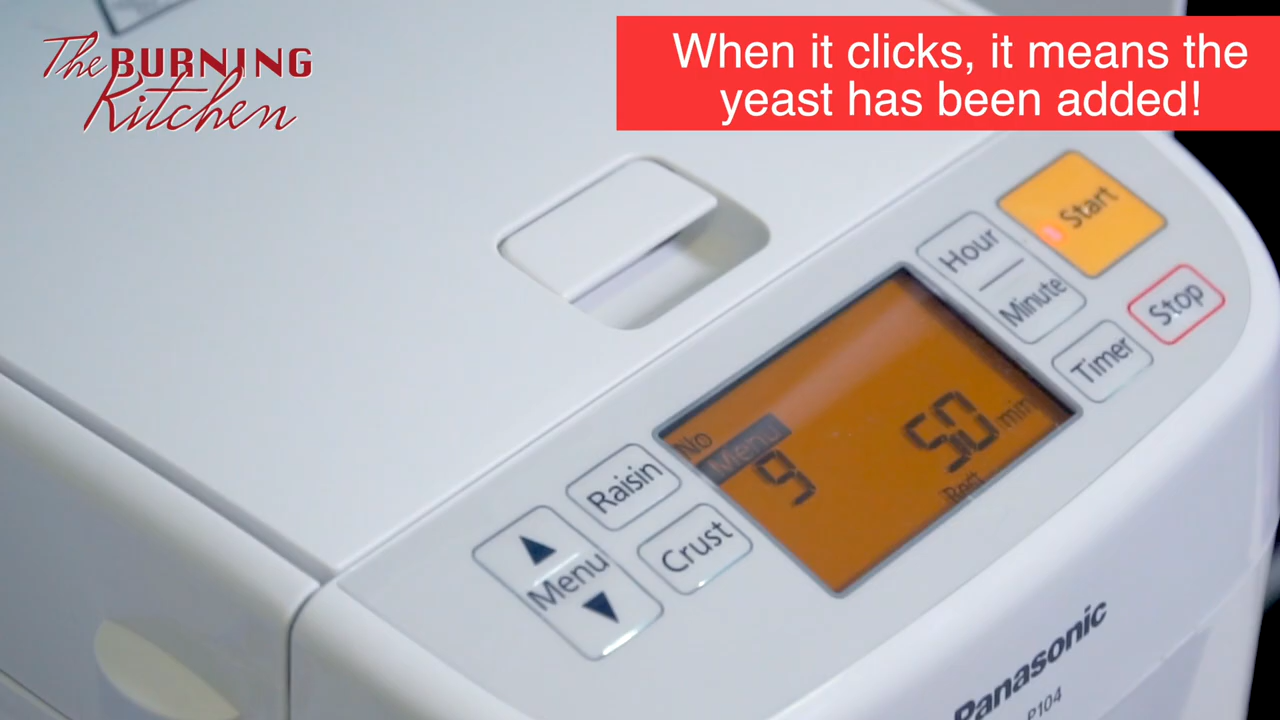 The BURNING
Kitchen
When it clicks, it means the
yeast has been added!
Start
Hour
Minute
Stop
Timer
No
Menu
9
50 min
Raisin
Crust
Menu
Panasonic
P104